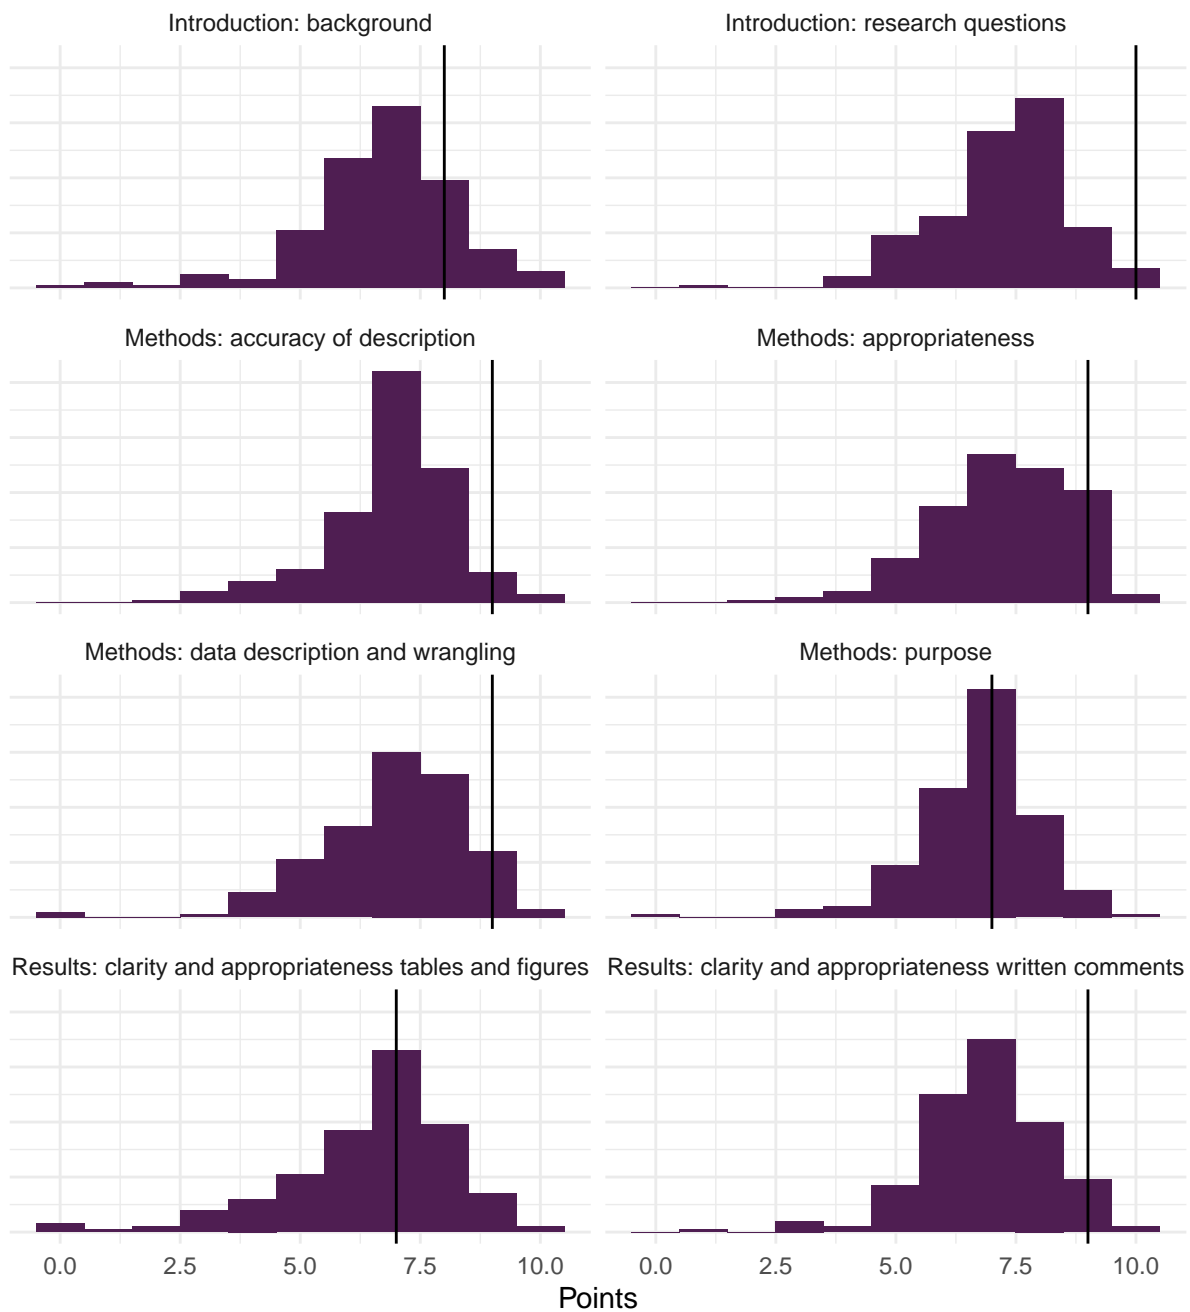 Introduction: background
Introduction: research questions
Methods: accuracy of description
Methods: appropriateness
Methods: data description and wrangling
Methods: purpose
Results: clarity and appropriateness tables and figures
Results: clarity and appropriateness written comments
0.0 2.5 5.0 7.5 10.0
0.0 2.5 5.0 7.5 10.0
Points